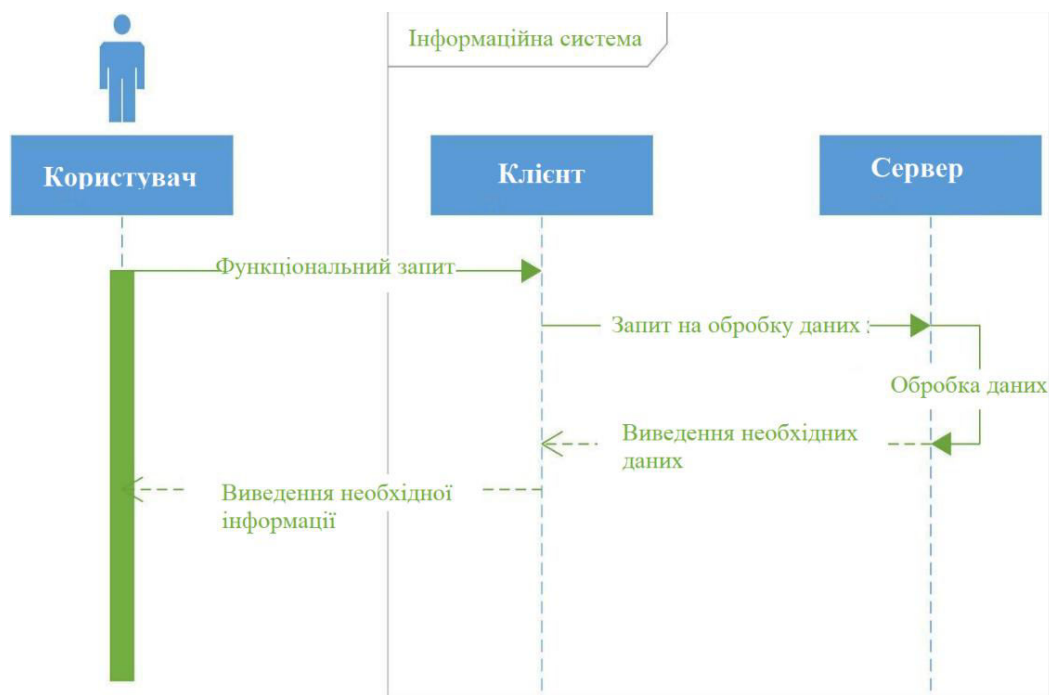 Інформаційна система
Користувач
Клієнт
Сервер
Функціональний запит
Запит на обробку даних :
Обробка даних
Виведення необхідних
даних
Виведення необхідної
інформації